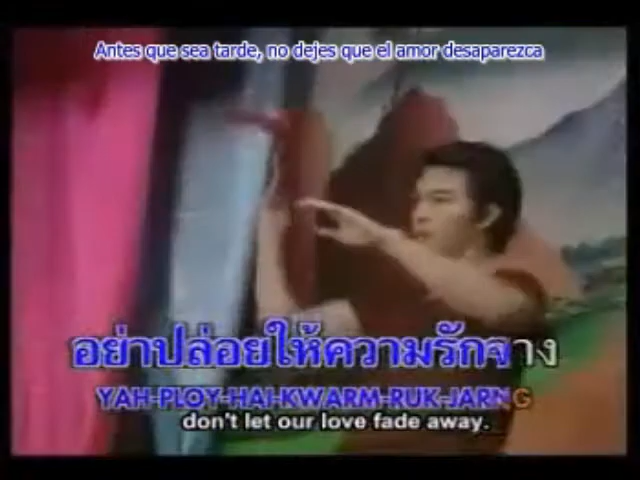 Antes que sea tarde, no dejes que el amor desaparezca
อย่าปล่อยให้ความรักจาง
YAH-PLOY-HAI-KWARM-RUK-JARNG
don't let our love fade away.